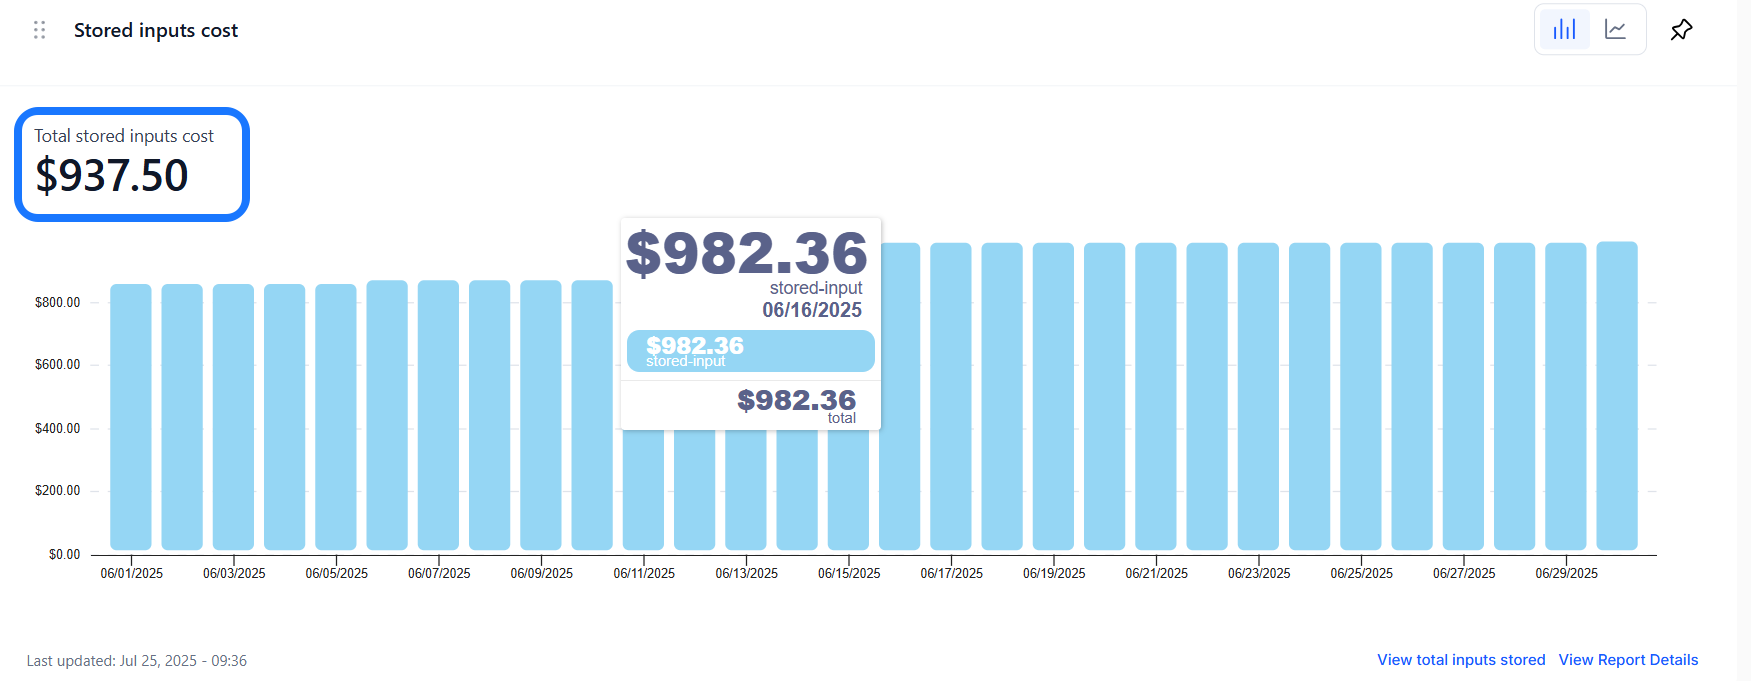 Stored inputs cost
Total stored inputs cost
$937.50
$982.36
stored-input
06/16/2025
$982.36
stored-input
$982.36
total
$800.00
$600.00
$400.00
$200.00
$0.00
06/01/2025 06/03/2025 06/05/2025 06/07/2025 06/09/2025 06/11/2025 06/13/2025 06/15/2025 06/17/2025 06/19/2025 06/21/2025 06/23/2025 06/25/2025 06/27/2025 06/29/2025
Last updated: Jul 25, 2025 - 09:36
View total inputs stored View Report Details